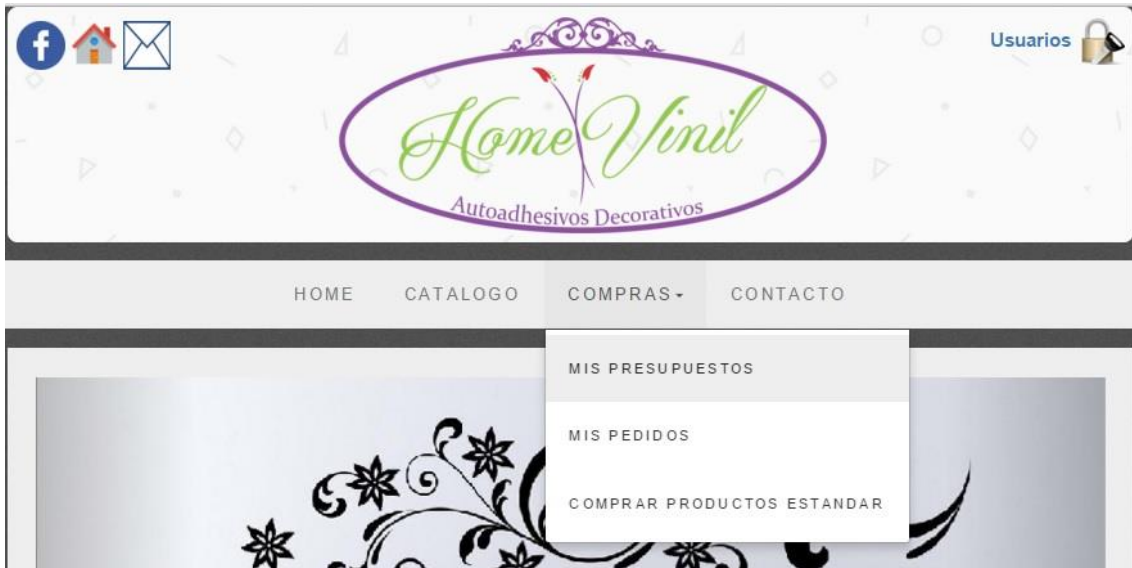 f
Usuarios
Home Vinil
Autoadhesivos Decorativos
HOME CATALOGO COMPRAS CONTACTO
MIS PRESUPUESTOS
MIS PEDIDOS
COMPRAR PRODUCTOS ESTANDAR